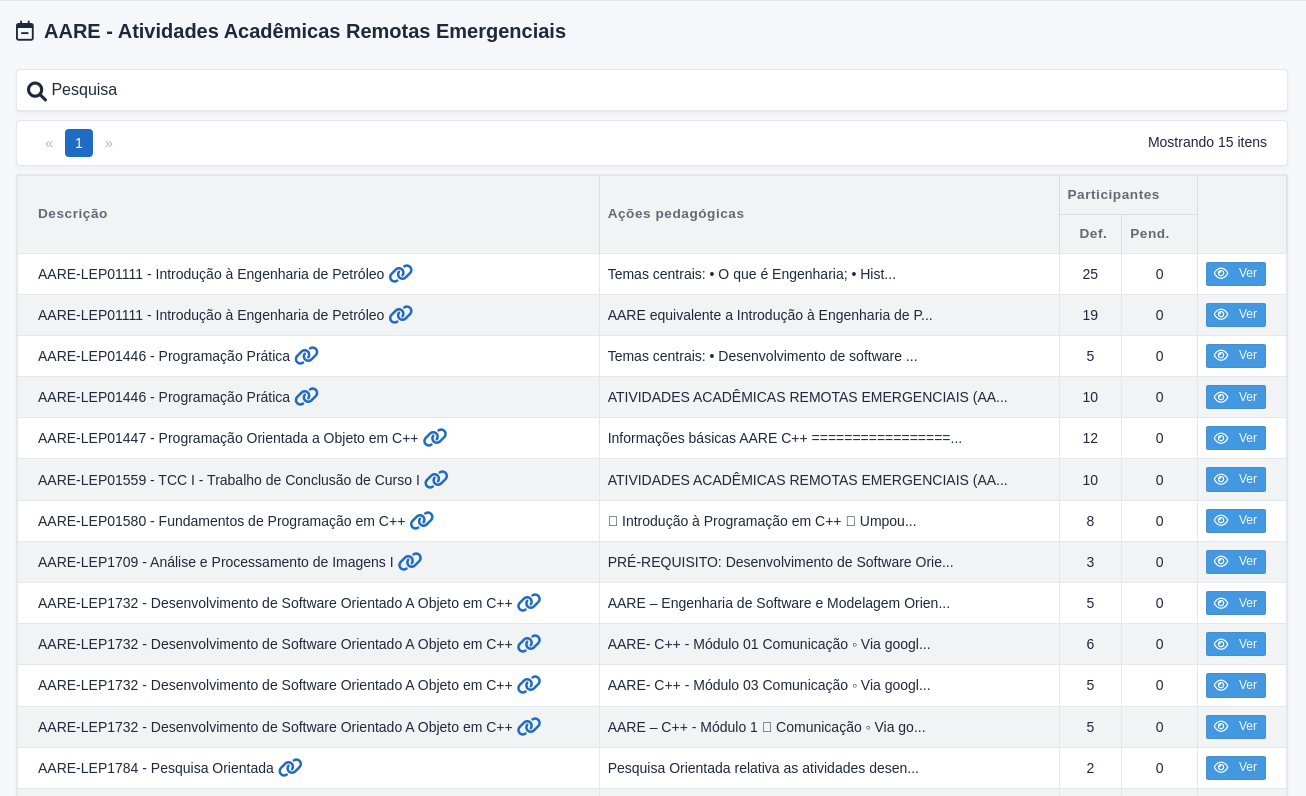 AARE - Atividades Acadêmicas Remotas Emergenciais
Pesquisa
« 1 » Mostrando 15 itens
Descrição Ações pedagógicas Participantes
Def. Pend.
AARE-LEP01111 - Introdução à Engenharia de Petróleo Temas centrais: • O que é Engenharia; • Hist... 25 0 Ver
AARE-LEP01111 - Introdução à Engenharia de Petróleo AARE equivalente a Introdução à Engenharia de P... 19 0 Ver
AARE-LEP01446 - Programação Prática Temas centrais: • Desenvolvimento de software ... 5 0 Ver
AARE-LEP01446 - Programação Prática ATIVIDADES ACADÊMICAS REMOTAS EMERGENCIAIS (AA... 10 0 Ver
AARE-LEP01447 - Programação Orientada a Objeto em C++ Informações básicas AARE C++ =================... 12 0 Ver
AARE-LEP01559 - TCC I - Trabalho de Conclusão de Curso I ATIVIDADES ACADÊMICAS REMOTAS EMERGENCIAIS (AA... 10 0 Ver
AARE-LEP01580 - Fundamentos de Programação em C++  Introdução à Programação em C++  Umpou... 8 0 Ver
AARE-LEP1709 - Análise e Processamento de Imagens I PRÉ-REQUISITO: Desenvolvimento de Software Orie... 3 0 Ver
AARE-LEP1732 - Desenvolvimento de Software Orientado A Objeto em C++ AARE – Engenharia de Software e Modelagem Orien... 5 0 Ver
AARE-LEP1732 - Desenvolvimento de Software Orientado A Objeto em C++ AARE- C++ - Módulo 01 Comunicação ◦ Via googl... 6 0 Ver
AARE-LEP1732 - Desenvolvimento de Software Orientado A Objeto em C++ AARE- C++ - Módulo 03 Comunicação ◦ Via googl... 5 0 Ver
AARE-LEP1732 - Desenvolvimento de Software Orientado A Objeto em C++ AARE – C++ - Módulo 1  Comunicação ◦ Via go... 5 0 Ver
AARE-LEP1784 - Pesquisa Orientada Pesquisa Orientada relativa as atividades desen... 2 0 Ver